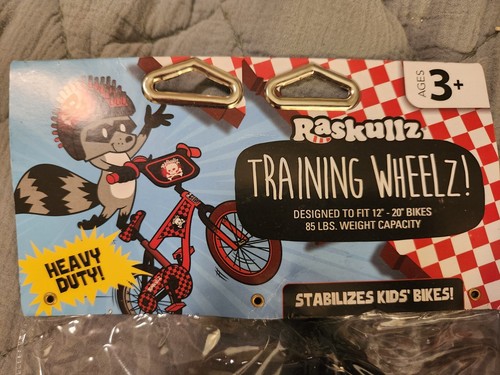 AGES 3+
Raskullz
TRAINING WHEELZ!
DESIGNED TO FIT 12" - 20" BIKES
85 LBS. WEIGHT CAPACITY
HEAVY
DUTY!
STABILIZES KIDS' BIKES!